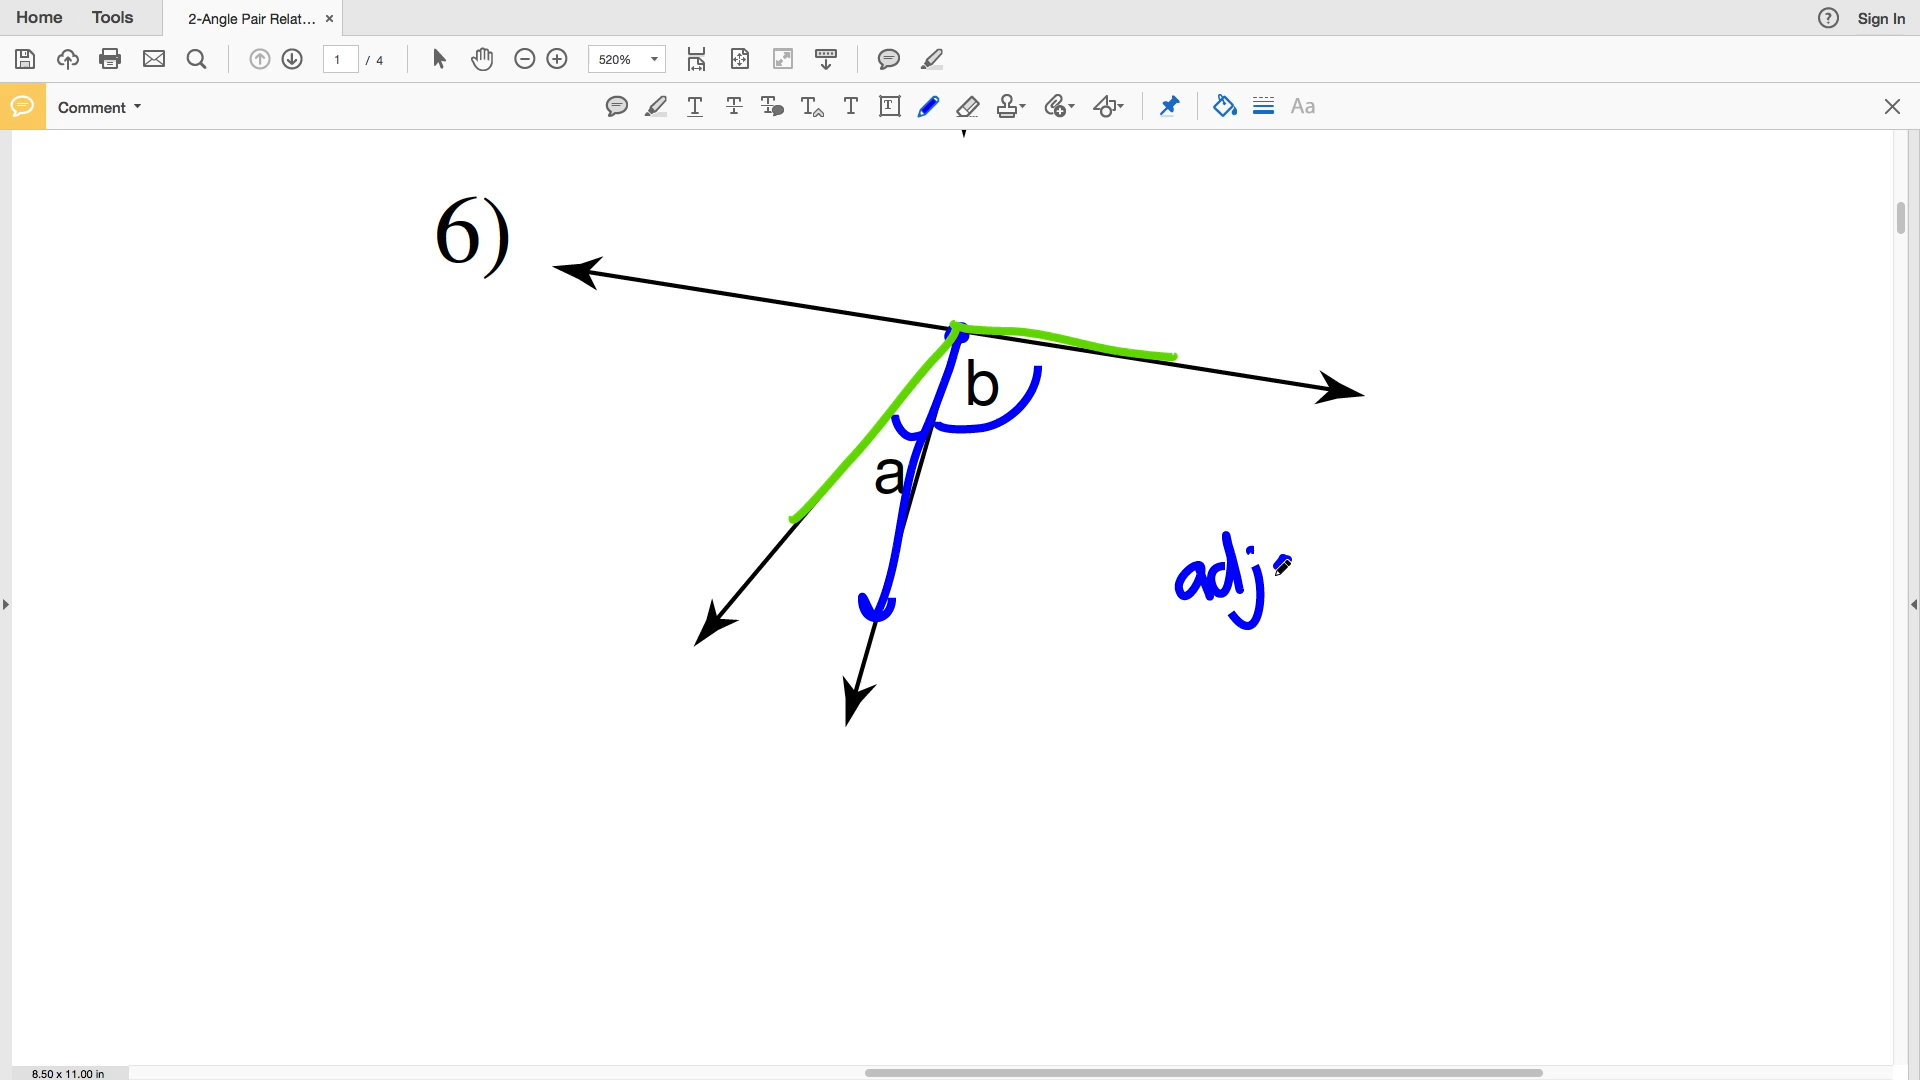 Home Tools 2-Angle Pair Relat... × ? Sign In
1 / 4 520%
Comment T T T T T T Aa
6)
b
a
adj
8.50 x 11.00 in